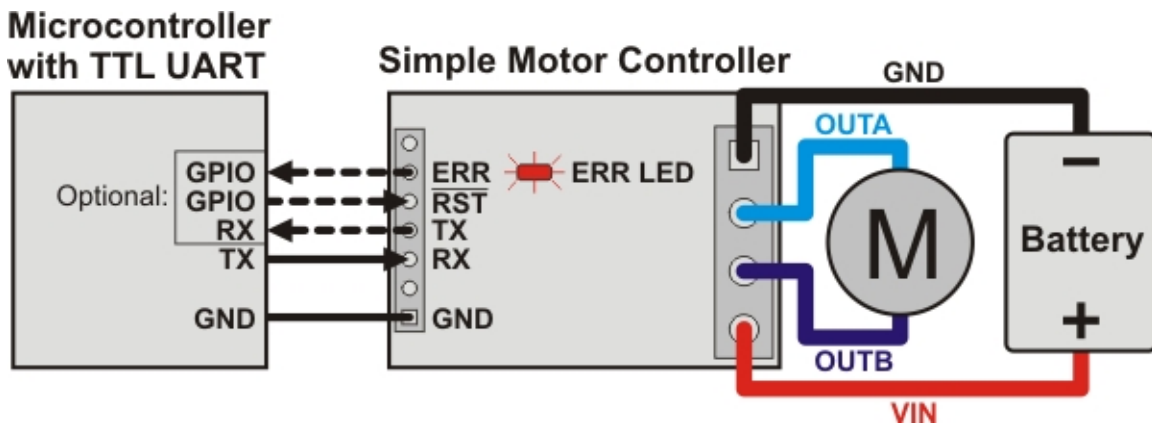 Microcontroller
with TTL UART
Simple Motor Controller
GND
OUTA
Optional:
GPIO
GPIO
RX
TX
GND
ERR
RST
TX
RX
GND
ERR LED
M
OUTB
VIN
−
Battery
+